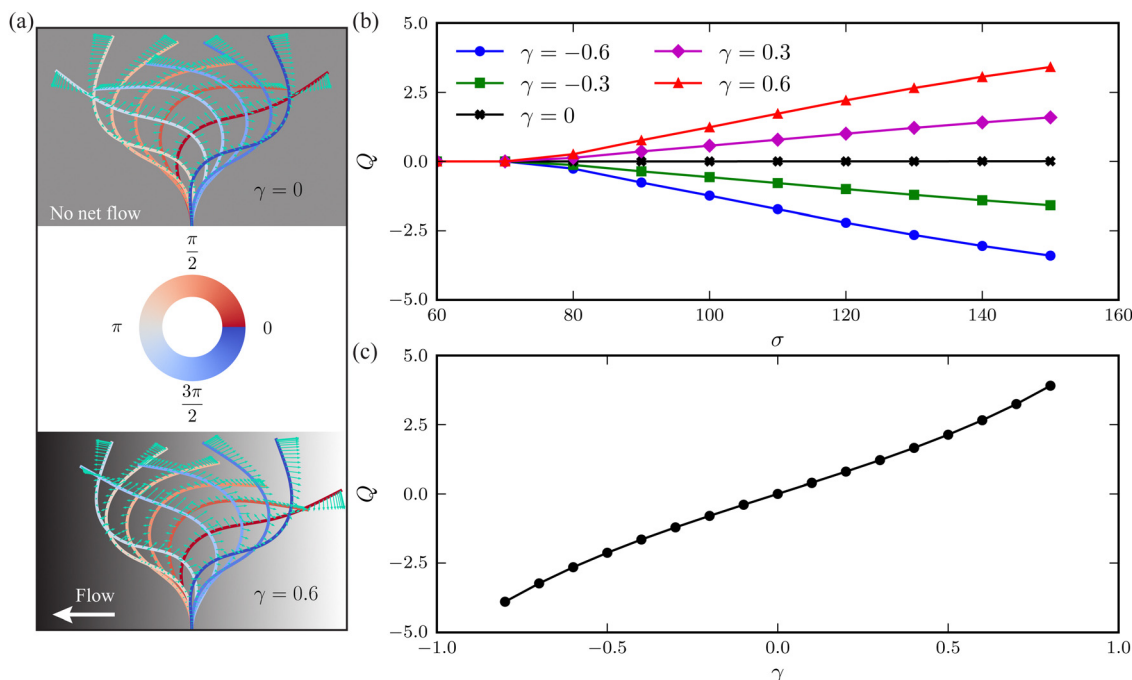 (a)
γ = 0
No net flow
π/2
π
0
3π/2
Flow
γ = 0.6
(b)
5.0
2.5
0.0
−2.5
−5.0
Q
γ = −0.6
γ = −0.3
γ = 0
γ = 0.3
γ = 0.6
60 80 100 120 140 160
σ
(c)
5.0
2.5
0.0
−2.5
−5.0
Q
−1.0 −0.5 0.0 0.5 1.0
γ